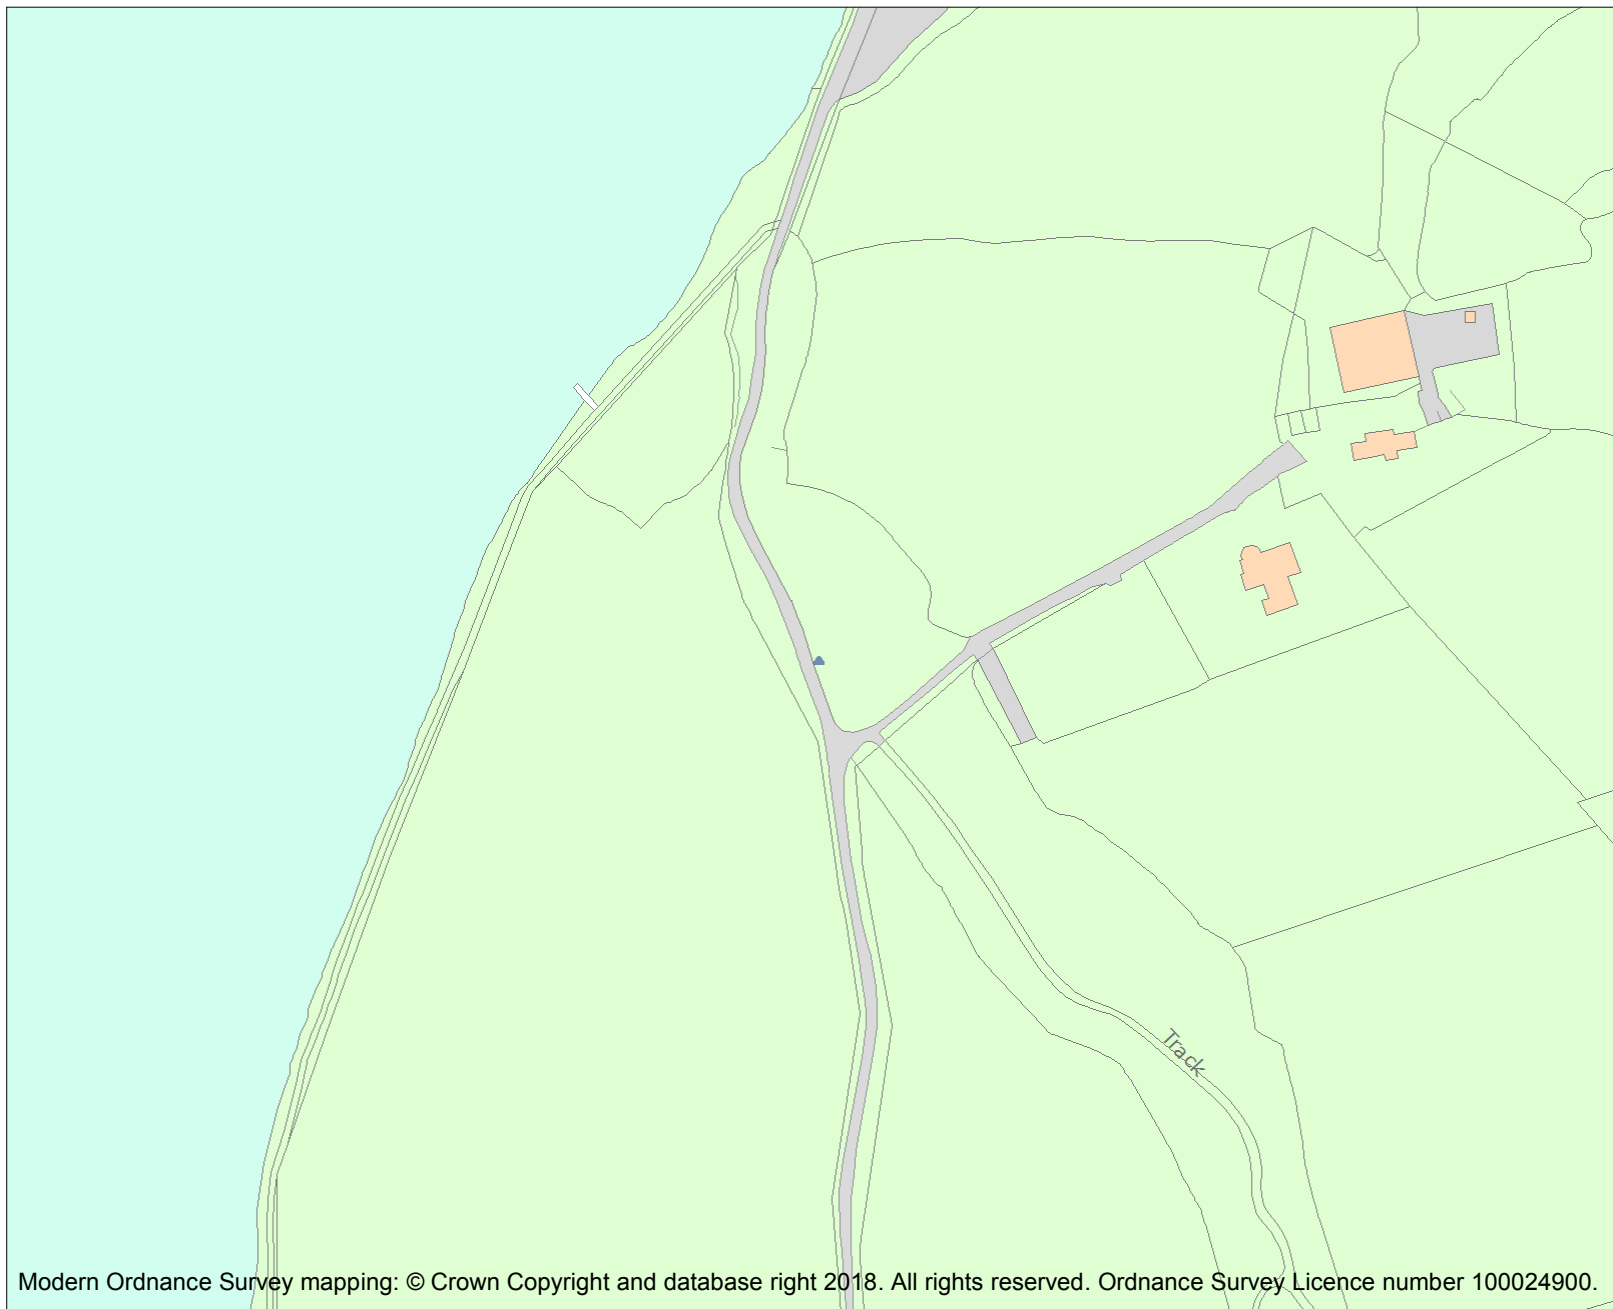 Track
Modern Ordnance Survey mapping: © Crown Copyright and database right 2018. All rights reserved. Ordnance Survey Licence number 100024900.